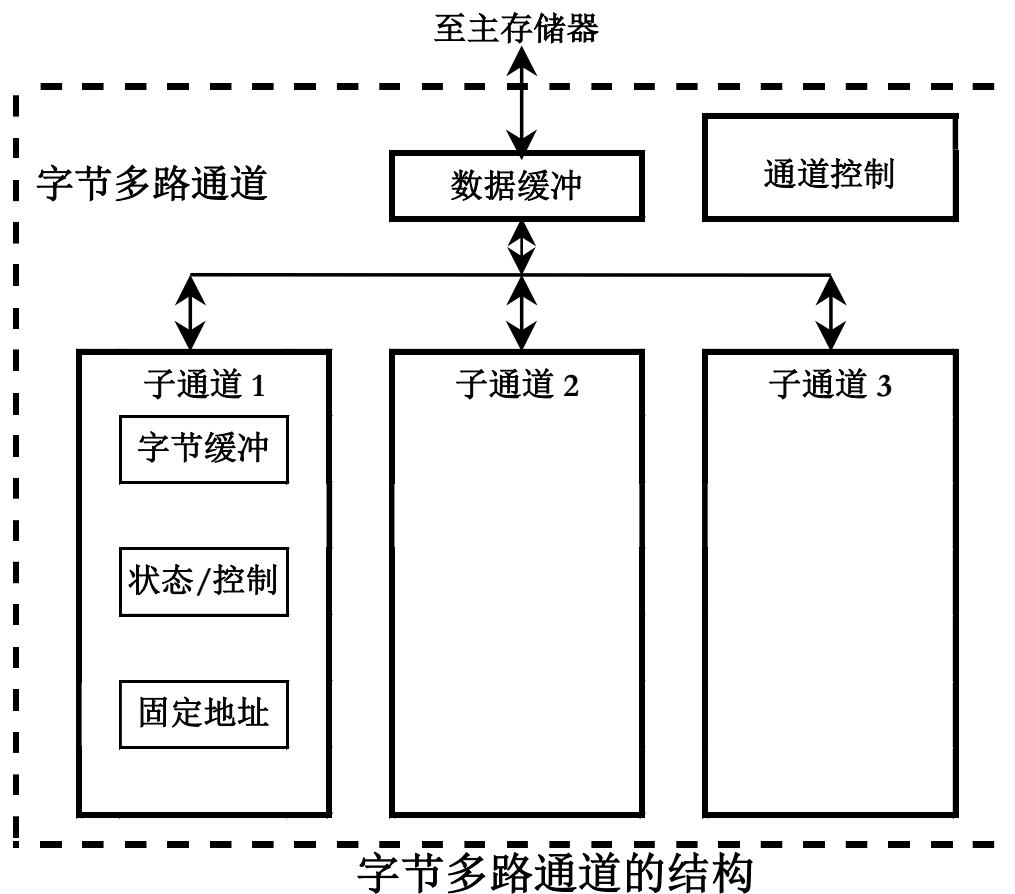 至主存储器
字节多路通道
数据缓冲
通道控制
子通道 1
子通道 2
子通道 3
字节缓冲
状态/控制
固定地址
字节多路通道的结构